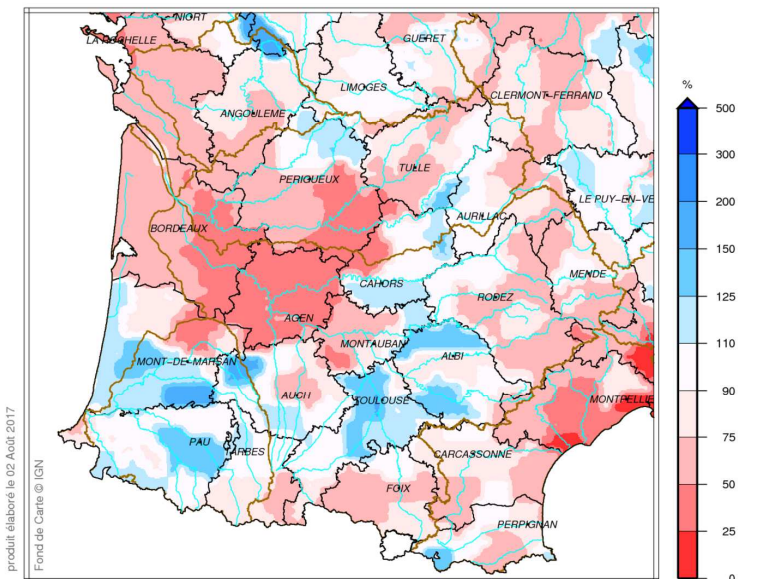 NIORT
LA ROCHELLE
GUERET
%
LIMOGES
CLERMONT-FERRAND
ANGOULEME
500
300
TULLE
PERIGUEUX
LE PUY-EN-VE
200
AURILLAC
BORDEAUX
150
MENDE
CAHORS
RODEZ
125
AGEN
MONTAUBAN
110
MONT-DE-MARSAN
ALBI
90
AUCH
TOULOUSE
MONTPELLIE
75
PAU
TARBES
CARCASSONNE
50
FOIX
PERPIGNAN
25
0
produit élaboré le 02 Août 2017
Fond de Carte © IGN